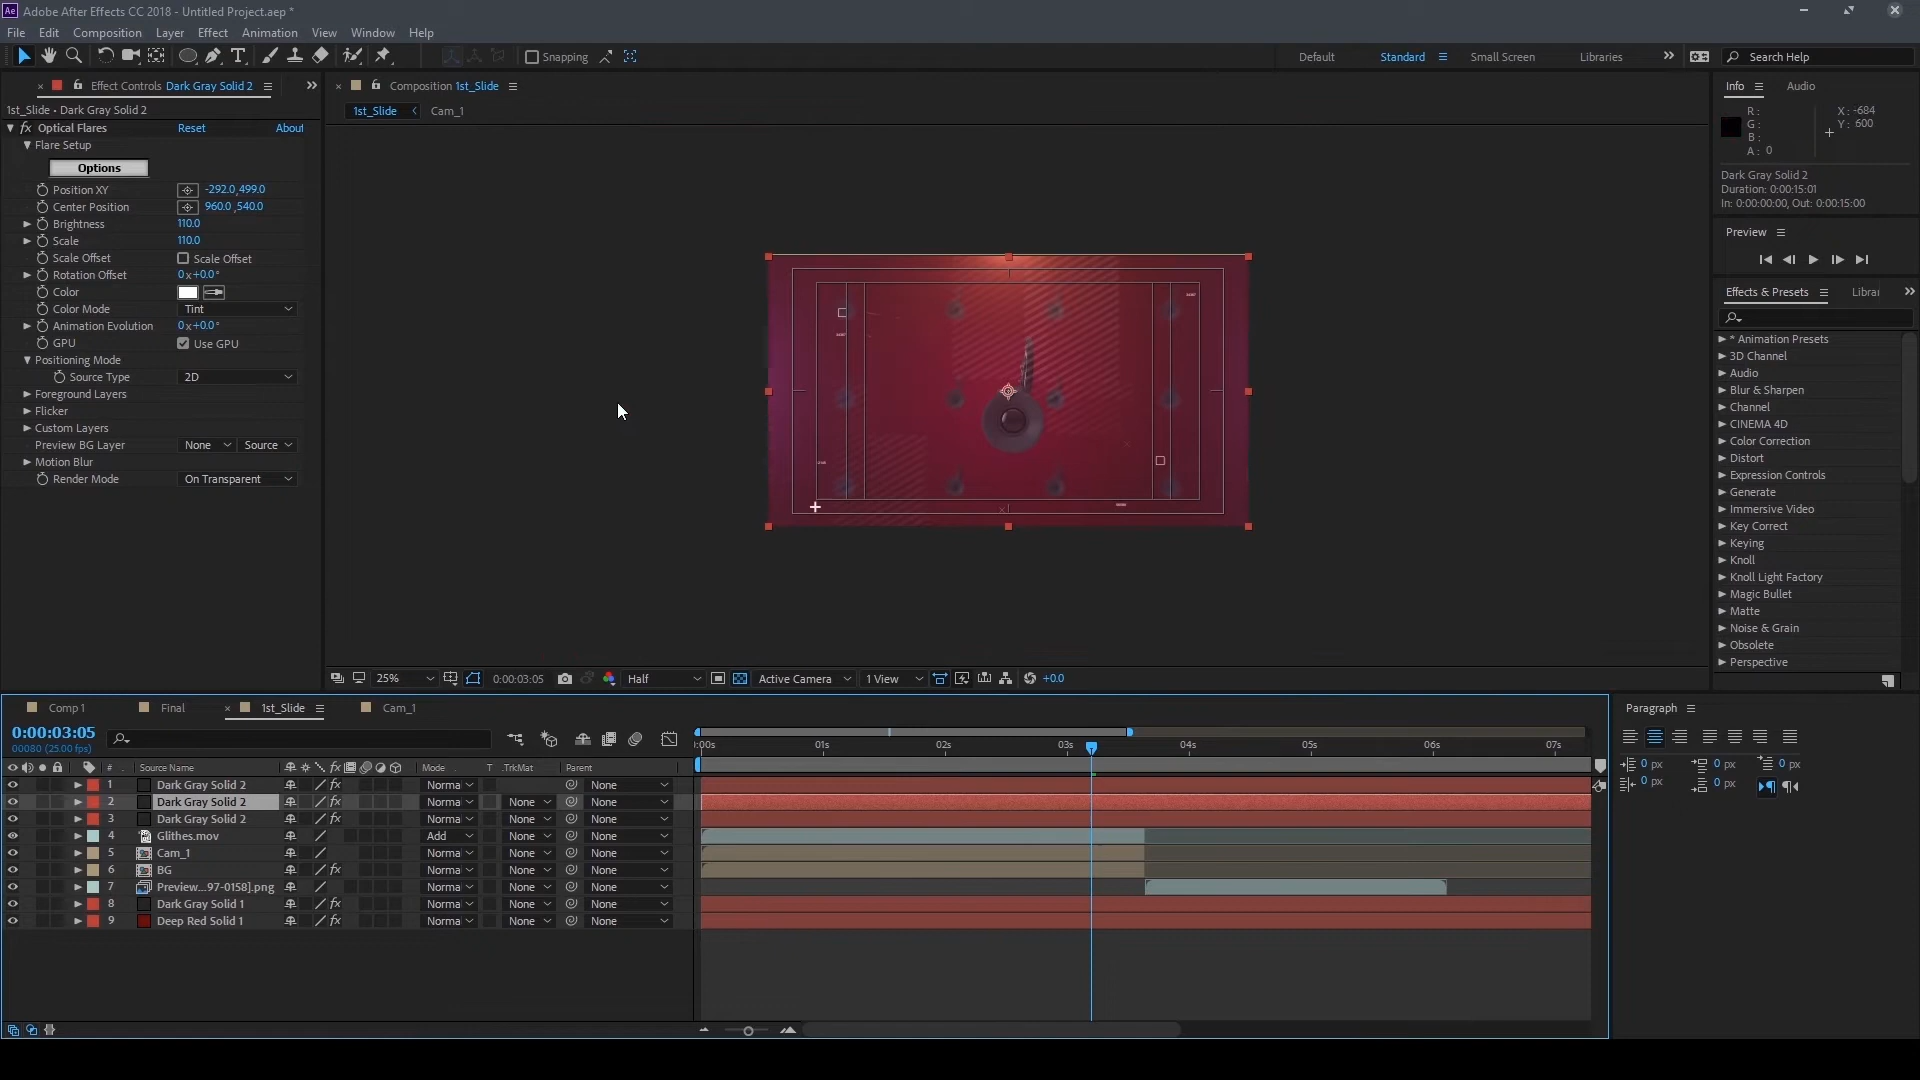 Adobe After Effects CC 2018 - Untitled Project.aep *
File Edit Composition Layer Effect Animation View Window Help
Snapping
Default Standard Small Screen Libraries Search Help
Effect Controls Dark Gray Solid 2
1st_Slide • Dark Gray Solid 2
fx Optical Flares Reset About
Flare Setup
Options
Position XY -292.0,499.0
Center Position 960.0,540.0
Brightness 110.0
Scale 110.0
Scale Offset Scale Offset
Rotation Offset 0x+0.0°
Color
Color Mode Tint
Animation Evolution 0x+0.0°
GPU Use GPU
Positioning Mode
Source Type 2D
Foreground Layers
Flicker
Custom Layers
Preview BG Layer None Source
Motion Blur
Render Mode On Transparent
Composition 1st_Slide
1st_Slide Cam_1
25% 0:00:03:05 Half Active Camera 1 View +0.0
Info Audio
R: X: -684
G: Y: 600
B:
A: 0
Dark Gray Solid 2
Duration: 0:00:15:01
In: 0:00:00:00, Out: 0:00:15:00
Preview
Effects & Presets Librar
* Animation Presets
3D Channel
Audio
Blur & Sharpen
Channel
CINEMA 4D
Color Correction
Distort
Expression Controls
Generate
Immersive Video
Key Correct
Keying
Knoll
Knoll Light Factory
Magic Bullet
Matte
Noise & Grain
Obsolete
Perspective
Comp 1 Final 1st_Slide Cam_1
0:00:03:05
00080 (25.00 fps)
:00s 01s 02s 03s 04s 05s 06s 07s
# Source Name fx Mode T .TrkMat Parent
1 Dark Gray Solid 2 fx Norma None
2 Dark Gray Solid 2 fx Norma None None
3 Dark Gray Solid 2 fx Norma None None
4 Glithes.mov Add None None
5 Cam_1 Norma None None
6 BG fx Norma None None
7 Preview...97-0158].png Norma None None
8 Dark Gray Solid 1 fx Norma None None
9 Deep Red Solid 1 fx Norma None None
Paragraph
0 px 0 px 0 px
0 px 0 px